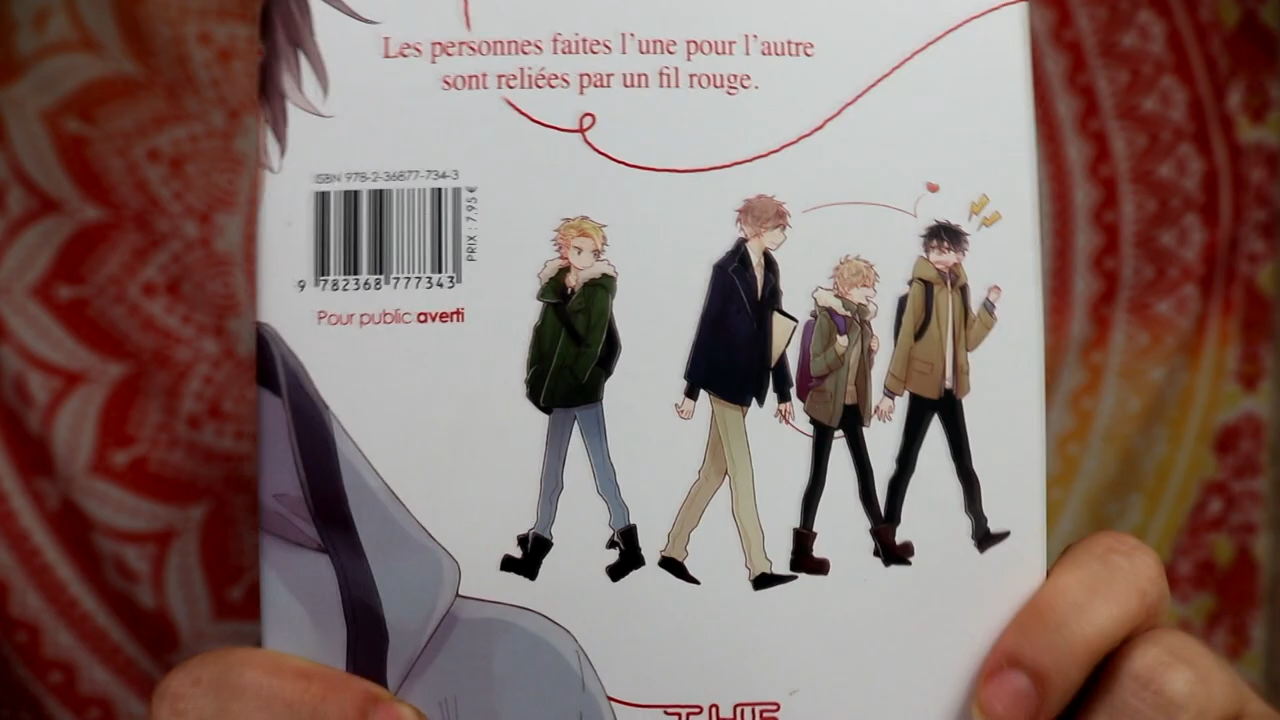 Les personnes faites l'une pour l'autre
sont reliées par un fil rouge.
ISBN 978-2-36877-734-3
PRIX : 7.95 €
9 782368 777343
Pour public averti
THE